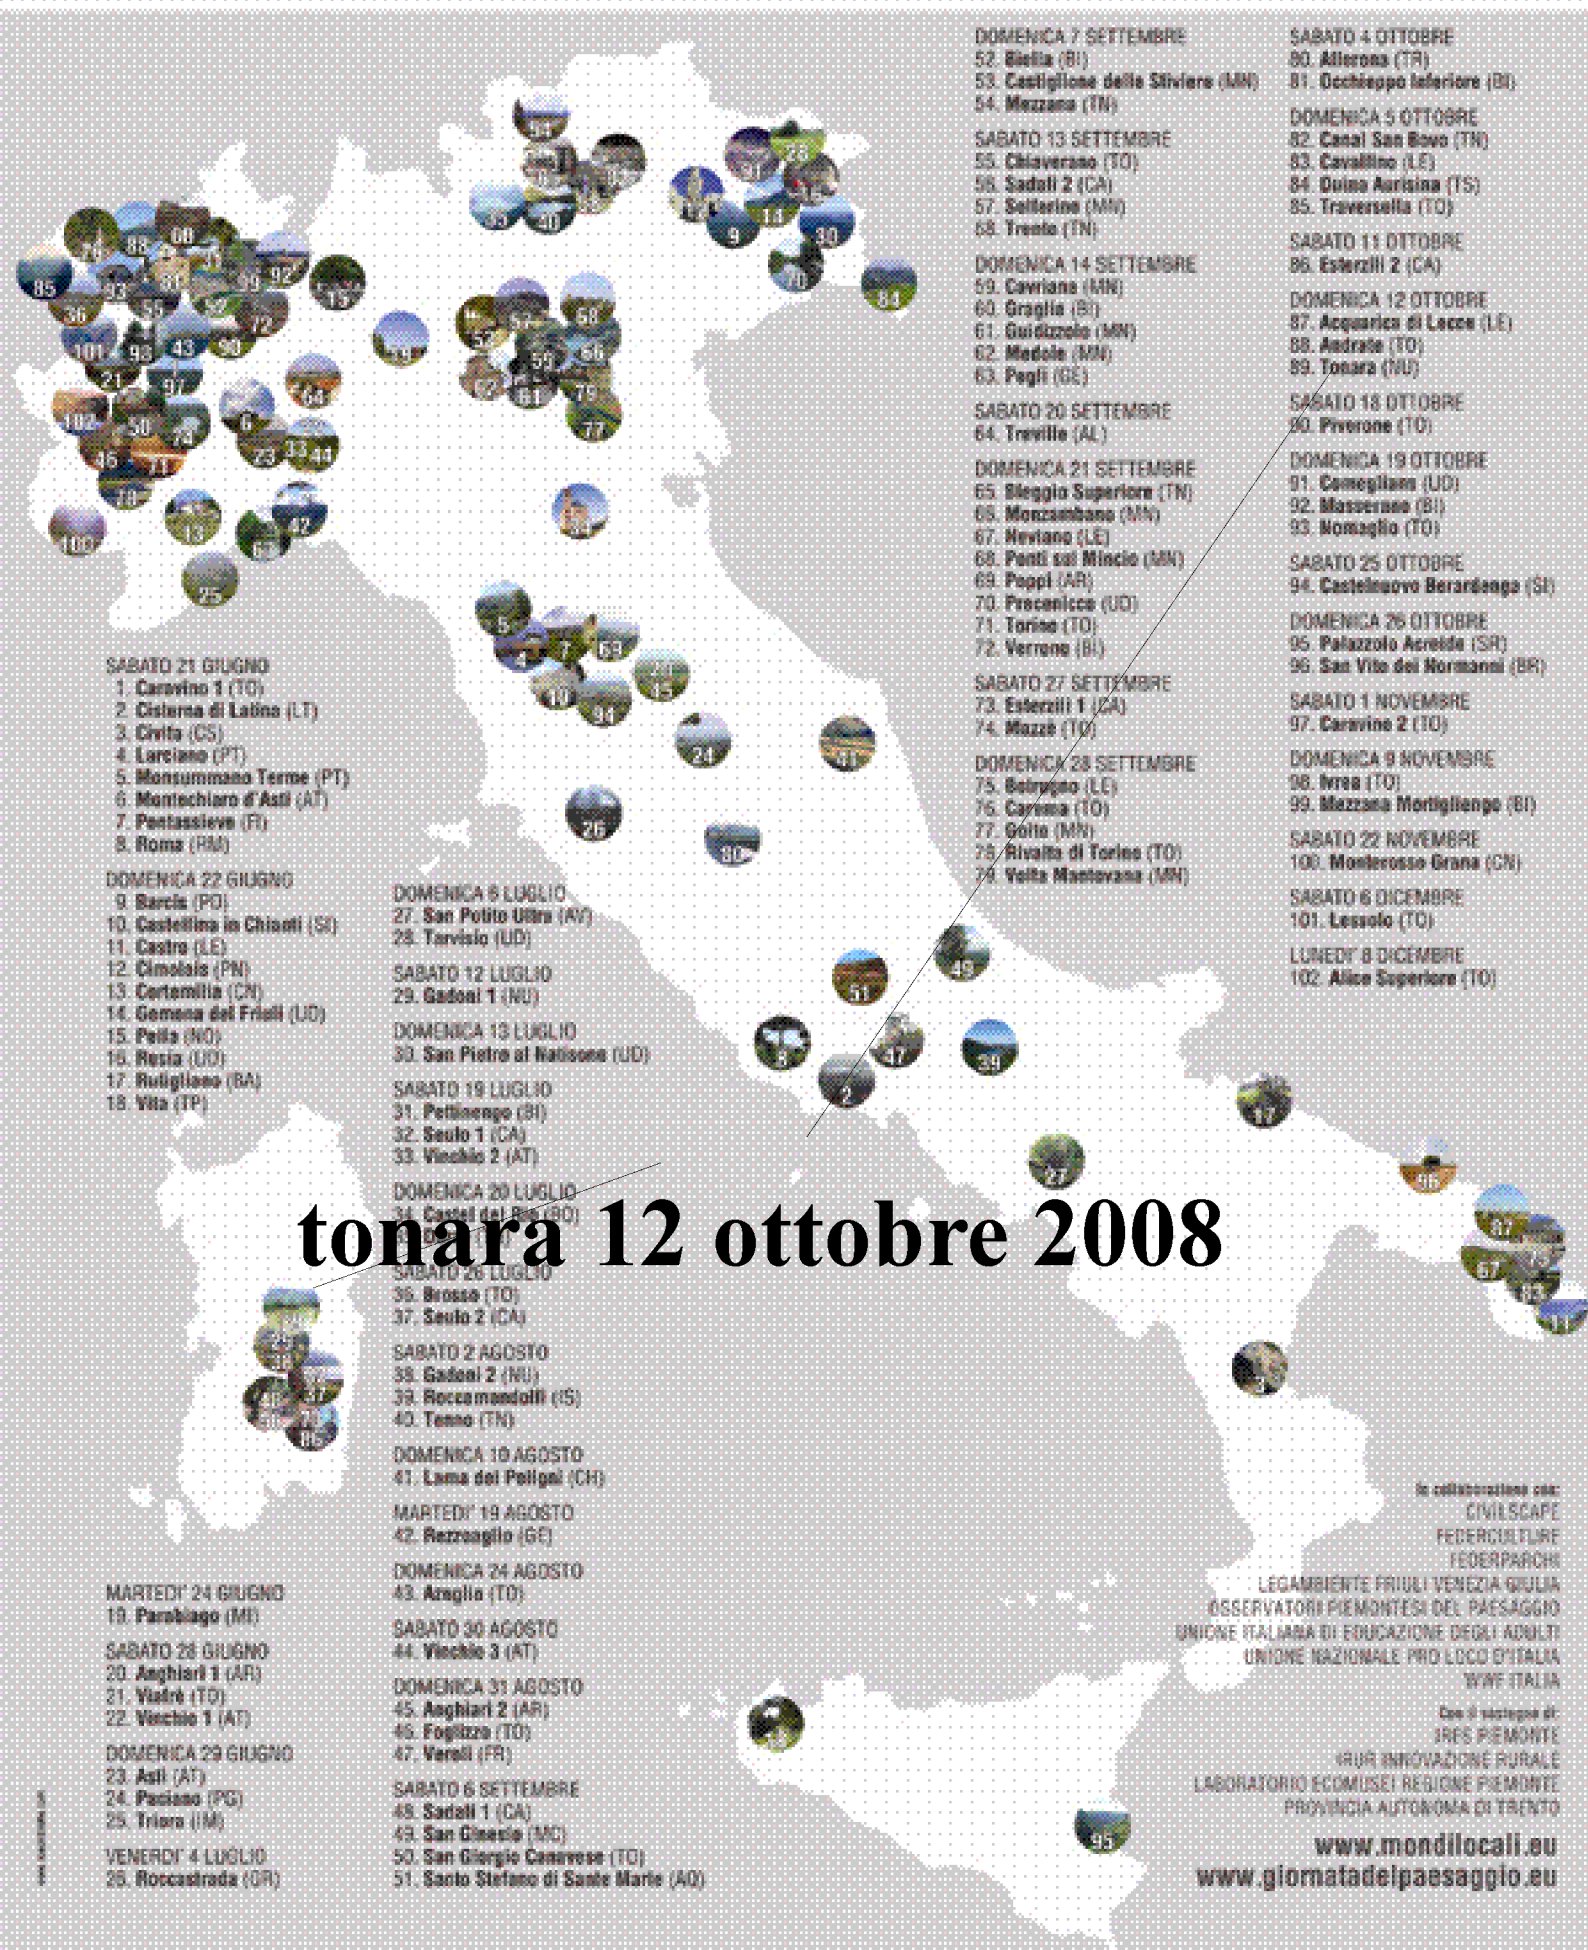 DOMENICA 7 SETTEMBRE
52. Biella (BI)
53. Castiglione delle Stiviere (MN)
54. Mezzana (TN)
SABATO 13 SETTEMBRE
55. Chiaverano (TO)
56. Sadali 2 (CA)
57. Solferino (MN)
58. Trento (TN)
DOMENICA 14 SETTEMBRE
59. Cavriana (MN)
60. Graglia (BI)
61. Guidizzolo (MN)
62. Medole (MN)
63. Pegli (GE)
SABATO 20 SETTEMBRE
64. Treville (AL)
DOMENICA 21 SETTEMBRE
65. Bleggio Superiore (TN)
66. Monzambano (MN)
67. Neviano (LE)
68. Ponti sul Mincio (MN)
69. Poppi (AR)
70. Precenicco (UD)
71. Torino (TO)
72. Verrone (BI)
SABATO 27 SETTEMBRE
73. Esterzili 1 (CA)
74. Mazzè (TO)
DOMENICA 28 SETTEMBRE
75. Botrugno (LE)
76. Carema (TO)
77. Goito (MN)
78. Rivalta di Torino (TO)
79. Volta Mantovana (MN)
SABATO 4 OTTOBRE
80. Allerona (TR)
81. Occhieppo Inferiore (BI)
DOMENICA 5 OTTOBRE
82. Canal San Bovo (TN)
83. Cavallino (LE)
84. Duino Aurisina (TS)
85. Traversella (TO)
SABATO 11 OTTOBRE
86. Esterzili 2 (CA)
DOMENICA 12 OTTOBRE
87. Acquarica di Lecce (LE)
88. Andrate (TO)
89. Tonara (NU)
SABATO 18 OTTOBRE
90. Piverone (TO)
DOMENICA 19 OTTOBRE
91. Comeglians (UD)
92. Masserano (BI)
93. Nomaglio (TO)
SABATO 25 OTTOBRE
94. Castelnuovo Berardenga (SI)
DOMENICA 26 OTTOBRE
95. Palazzolo Acreide (SR)
96. San Vito dei Normanni (BR)
SABATO 1 NOVEMBRE
97. Caravino 2 (TO)
DOMENICA 9 NOVEMBRE
98. Ivrea (TO)
99. Mezzana Mortigliengo (BI)
SABATO 22 NOVEMBRE
100. Monterosso Grana (CN)
SABATO 6 DICEMBRE
101. Lessolo (TO)
LUNEDI' 8 DICEMBRE
102. Alice Superiore (TO)
SABATO 21 GIUGNO
1. Caravino 1 (TO)
2. Cisterna di Latina (LT)
3. Civita (CS)
4. Larciano (PT)
5. Monsummano Terme (PT)
6. Montechiaro d'Asti (AT)
7. Pontassieve (FI)
8. Roma (RM)
DOMENICA 22 GIUGNO
9. Barcis (PD)
10. Castellina in Chianti (SI)
11. Castro (LE)
12. Cimolais (PN)
13. Cortemilia (CN)
14. Gemona del Friuli (UD)
15. Pella (NO)
16. Resia (UD)
17. Rutigliano (BA)
18. Vita (TP)
MARTEDI' 24 GIUGNO
19. Parabiago (MI)
SABATO 28 GIUGNO
20. Anghiari 1 (AR)
21. Vialfrè (TO)
22. Vinchio 1 (AT)
DOMENICA 29 GIUGNO
23. Asti (AT)
24. Paciano (PG)
25. Triora (IM)
VENERDI' 4 LUGLIO
26. Roccastrada (GR)
DOMENICA 6 LUGLIO
27. San Potito Ultra (AV)
28. Tarvisio (UD)
SABATO 12 LUGLIO
29. Gadoni 1 (NU)
DOMENICA 13 LUGLIO
30. San Pietro al Natisone (UD)
SABATO 19 LUGLIO
31. Pettinengo (BI)
32. Seulo 1 (CA)
33. Vinchio 2 (AT)
DOMENICA 20 LUGLIO
34. Castel del Rio (BO)
tonara 12 ottobre 2008
SABATO 26 LUGLIO
36. Brosso (TO)
37. Seulo 2 (CA)
SABATO 2 AGOSTO
38. Gadoni 2 (NU)
39. Roccamandolfi (IS)
40. Tenno (TN)
DOMENICA 10 AGOSTO
41. Lama dei Peligni (CH)
MARTEDI' 19 AGOSTO
42. Rezzoaglio (GE)
DOMENICA 24 AGOSTO
43. Azeglio (TO)
SABATO 30 AGOSTO
44. Vinchio 3 (AT)
DOMENICA 31 AGOSTO
45. Anghiari 2 (AR)
46. Foglizzo (TO)
47. Veroli (FR)
SABATO 6 SETTEMBRE
48. Sadali 1 (CA)
49. San Ginesio (MC)
50. San Giorgio Canavese (TO)
51. Santo Stefano di Sante Marie (AQ)
In collaborazione con:
CIVILSCAPE
FEDERCULTURE
FEDERPARCHI
LEGAMBIENTE FRIULI VENEZIA GIULIA
OSSERVATORI PIEMONTESI DEL PAESAGGIO
UNIONE ITALIANA DI EDUCAZIONE DEGLI ADULTI
UNIONE NAZIONALE PRO LOCO D'ITALIA
WWF ITALIA
Con il sostegno di:
IRES PIEMONTE
IRUR INNOVAZIONE RURALE
LABORATORIO ECOMUSEI REGIONE PIEMONTE
PROVINCIA AUTONOMA DI TRENTO
www.mondilocali.eu
www.giornatadelpaesaggio.eu